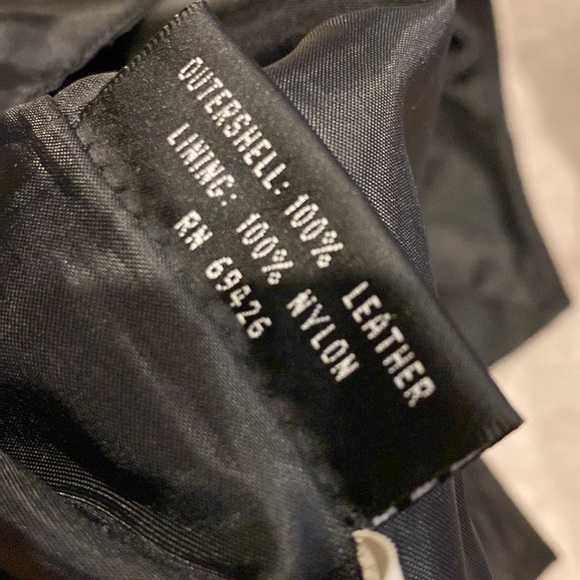 OUTERSHELL: 100% LEATHER
LINING: 100% NYLON
RN 69426